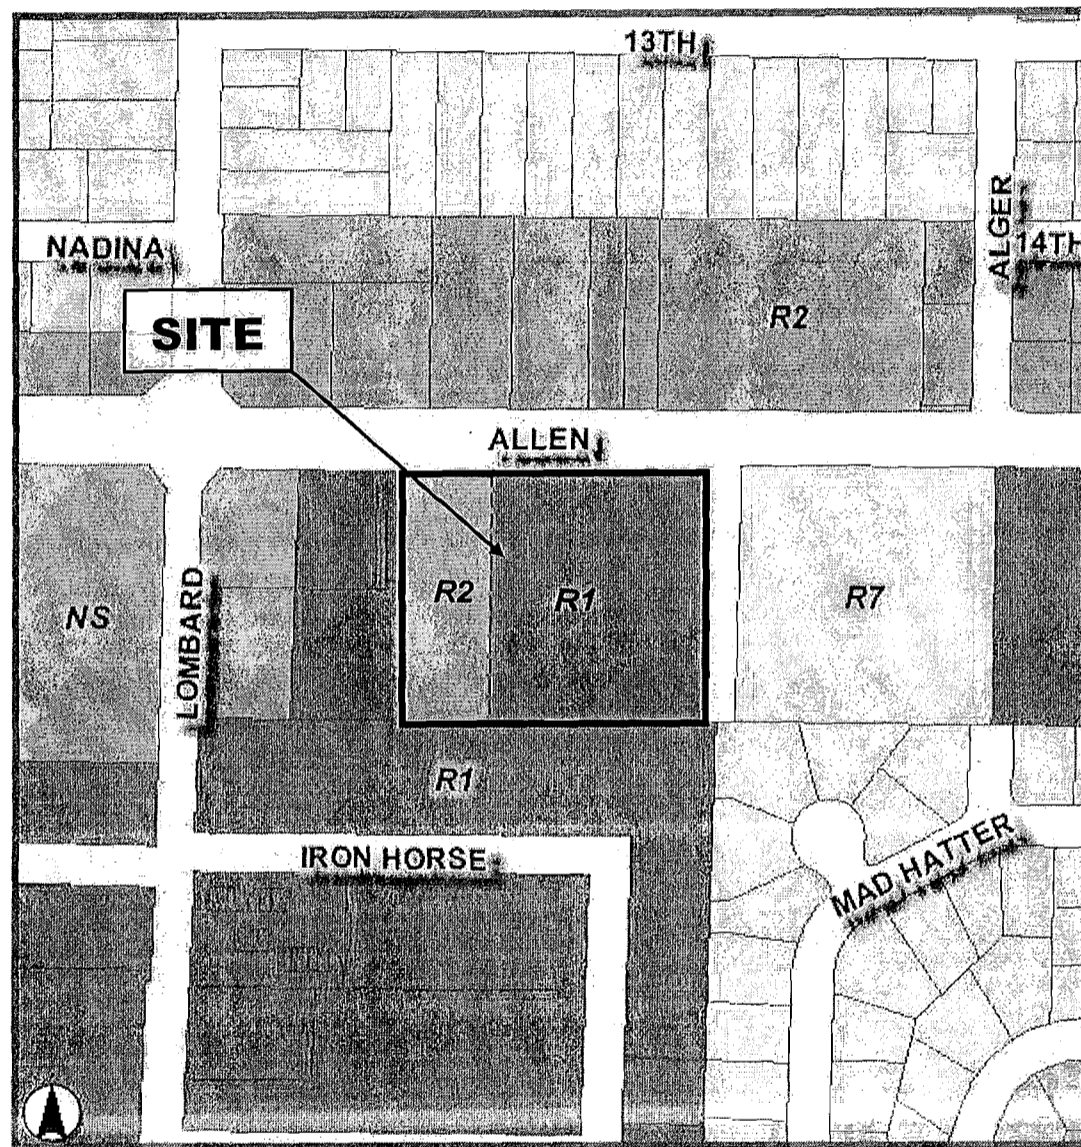 13TH
NADINA
ALGER
14TH
R2
SITE
ALLEN
NS
LOMBARD
R2
R1
R7
R1
IRON HORSE
MAD HATTER